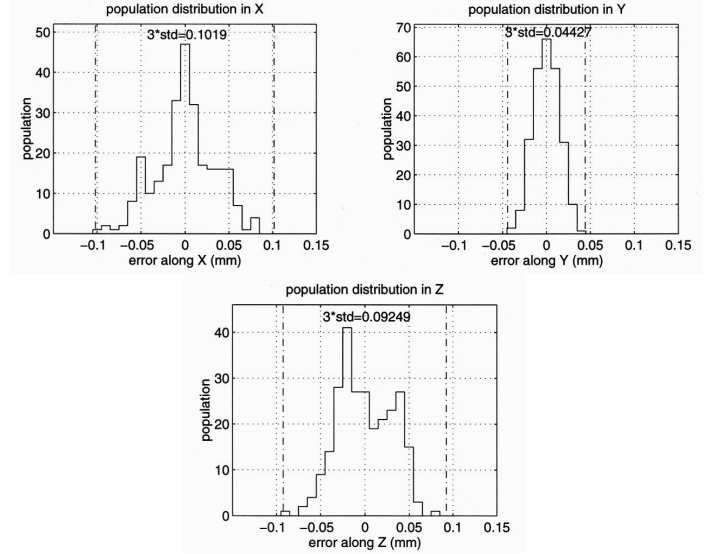 population distribution in X
3*std=0.1019
50
40
30
20
10
0
population
−0.1 −0.05 0 0.05 0.1 0.15
error along X (mm)
population distribution in Y
3*std=0.04427
70
60
50
40
30
20
10
0
population
−0.1 −0.05 0 0.05 0.1 0.15
error along Y (mm)
population distribution in Z
3*std=0.09249
40
30
20
10
0
population
−0.1 −0.05 0 0.05 0.1 0.15
error along Z (mm)